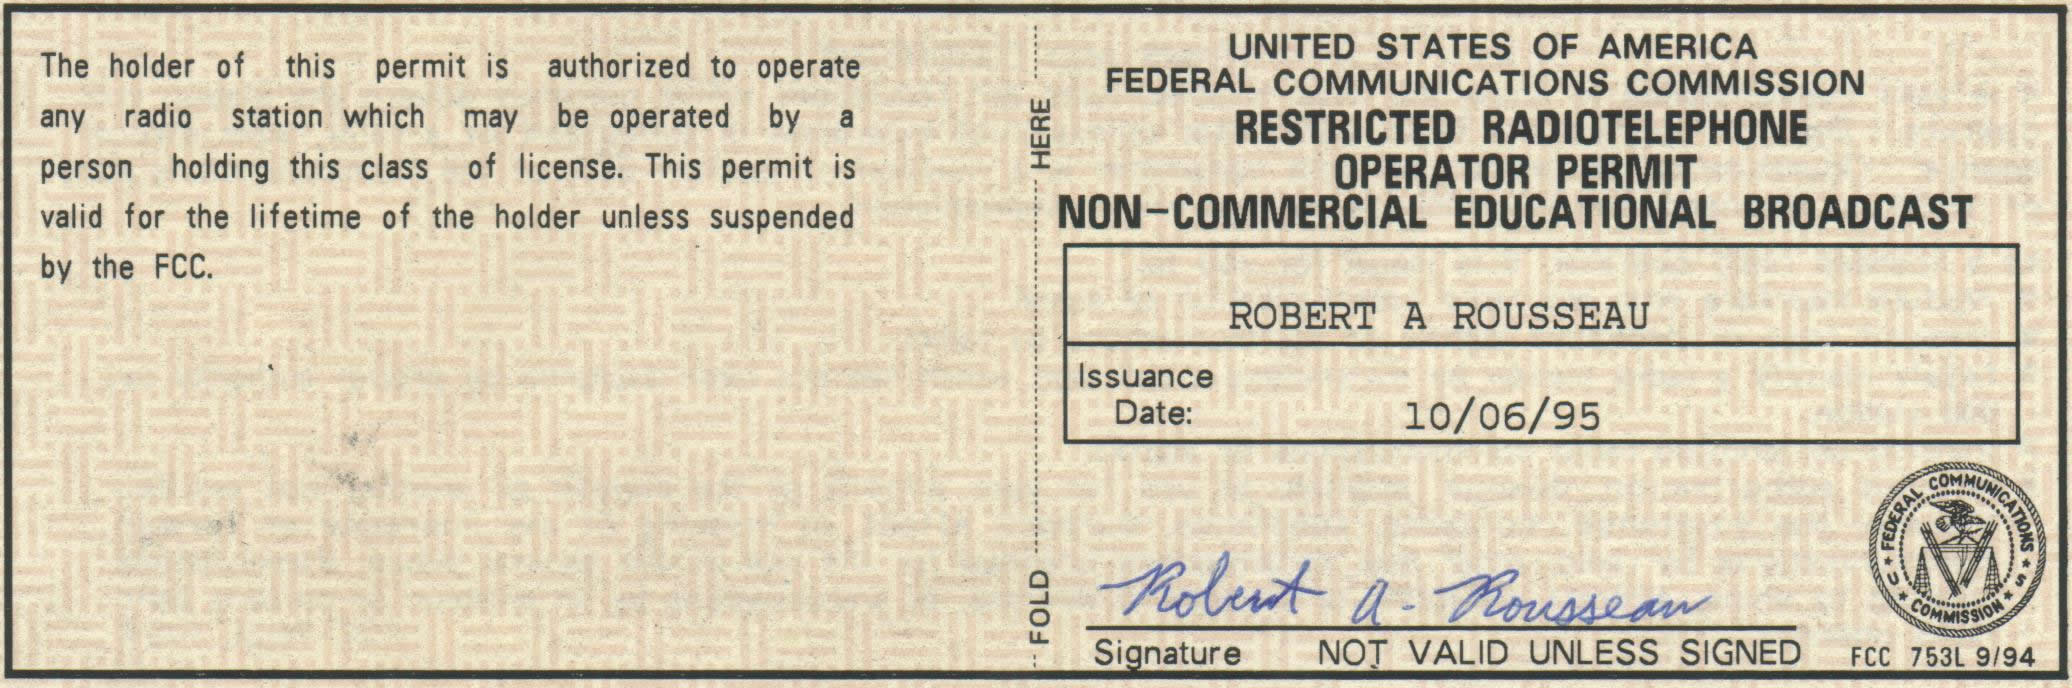 The holder of this permit is authorized to operate
any radio station which may be operated by a
person holding this class of license. This permit is
valid for the lifetime of the holder unless suspended
by the FCC.
FOLD HERE
UNITED STATES OF AMERICA
FEDERAL COMMUNICATIONS COMMISSION
RESTRICTED RADIOTELEPHONE
OPERATOR PERMIT
NON-COMMERCIAL EDUCATIONAL BROADCAST
ROBERT A ROUSSEAU
Issuance
Date: 10/06/95
FEDERAL COMMUNICATIONS
U ★ COMMISSION ★ S
Robert A. Rousseau
Signature NOT VALID UNLESS SIGNED
FCC 753L 9/94